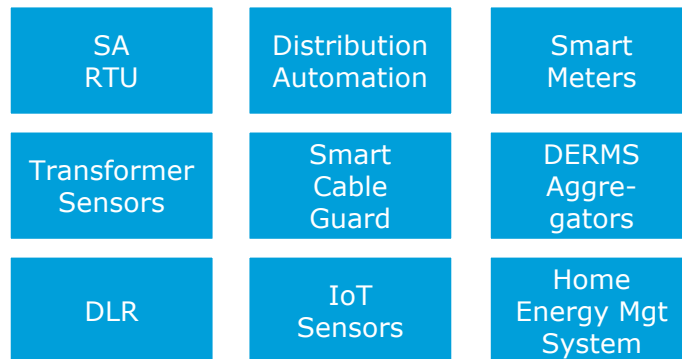 SA
RTU
Distribution
Automation
Smart
Meters
Transformer
Sensors
Smart
Cable
Guard
DERMS
Aggre-
gators
DLR
IoT
Sensors
Home
Energy Mgt
System